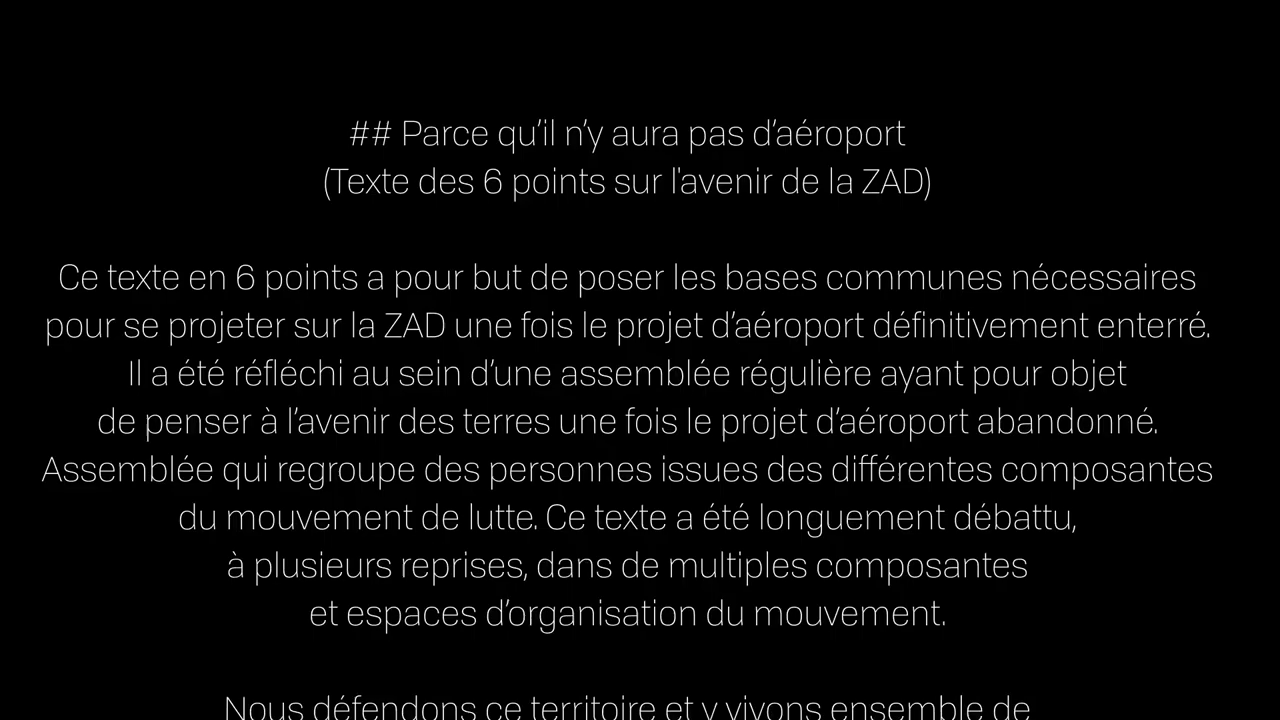 ## Parce qu’il n’y aura pas d’aéroport
(Texte des 6 points sur l'avenir de la ZAD)
Ce texte en 6 points a pour but de poser les bases communes nécessaires
pour se projeter sur la ZAD une fois le projet d’aéroport définitivement enterré.
Il a été réfléchi au sein d’une assemblée régulière ayant pour objet
de penser à l’avenir des terres une fois le projet d’aéroport abandonné.
Assemblée qui regroupe des personnes issues des différentes composantes
du mouvement de lutte. Ce texte a été longuement débattu,
à plusieurs reprises, dans de multiples composantes
et espaces d’organisation du mouvement.
Nous défendons ce territoire et y vivons ensemble de